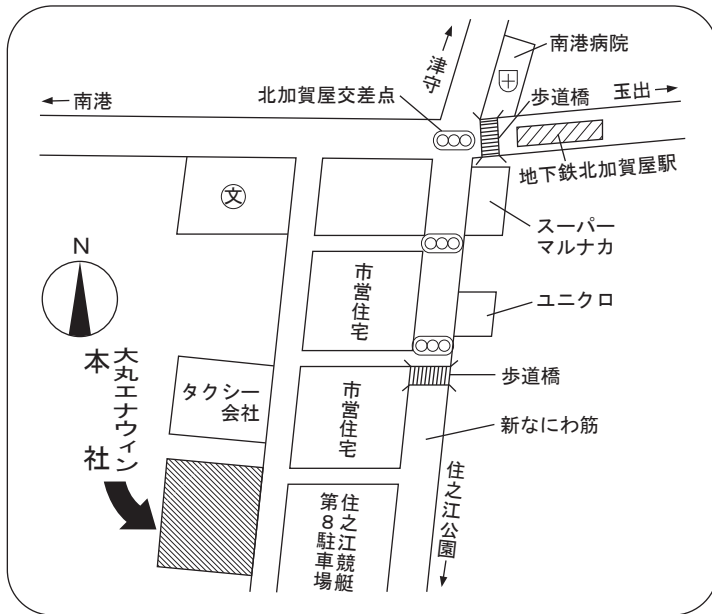 津守
南港病院
←南港
北加賀屋交差点
歩道橋
玉出→
地下鉄北加賀屋駅
文
スーパー
マルナカ
N
市営住宅
ユニクロ
大丸エナウィン
本社
タクシー
会社
市営住宅
歩道橋
新なにわ筋
住之江競艇
第8駐車場
住之江公園